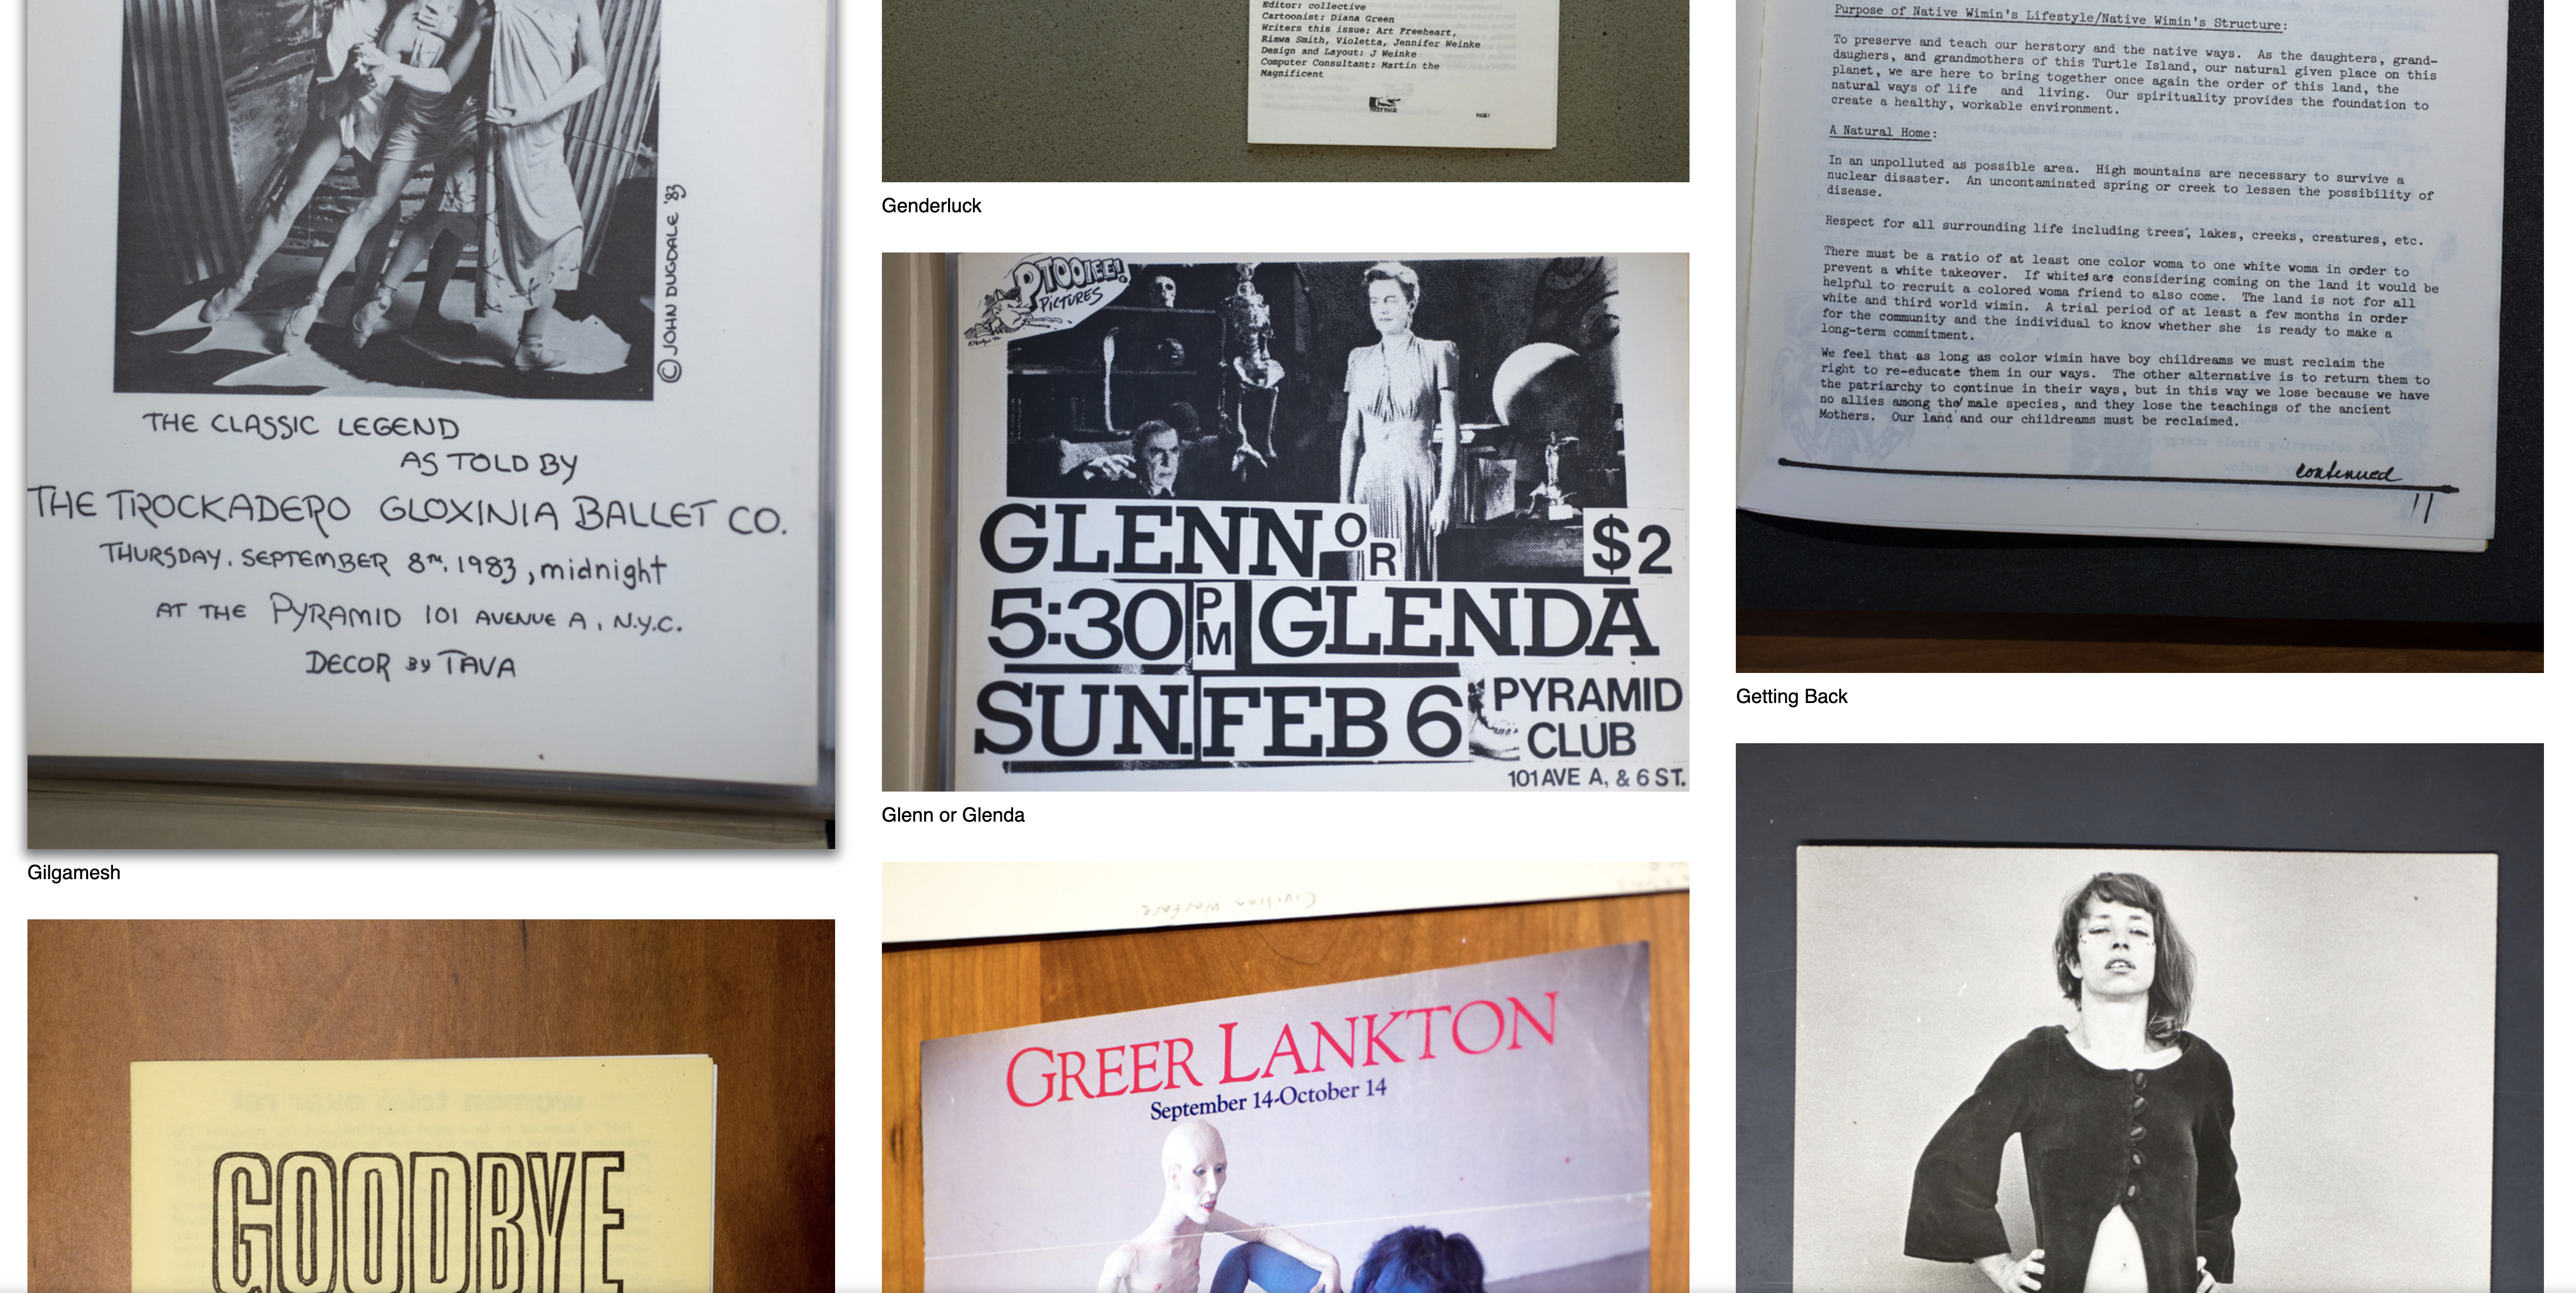 © JOHN DUGDALE '83
THE CLASSIC LEGEND
AS TOLD BY
THE TROCKADERO GLOXINIA BALLET CO.
THURSDAY. SEPTEMBER 8TH. 1983, midnight
AT THE PYRAMID 101 AVENUE A, N.Y.C.
DECOR BY TAVA
Gilgamesh
GOODBYE
Editor: collective
Cartoonist: Diana Green
Writers this issue: Art Freeheart,
Riawa Smith, Violetta, Jennifer Weinke
Design and Layout: J Weinke
Computer Consultant: Martin the
Magnificent
NEXT PAGE
PAGE 1
Genderluck
PTOOIEE!
PICTURES
GLENN OR
$2
5:30 PM GLENDA
SUN. FEB 6 PYRAMID
CLUB
101 AVE A, & 6 ST.
Glenn or Glenda
Civilian Warfare
GREER LANKTON
September 14-October 14
Purpose of Native Wimin's Lifestyle/Native Wimin's Structure:
To preserve and teach our herstory and the native ways. As the daughters, grand-
daughers, and grandmothers of this Turtle Island, our natural given place on this
planet, we are here to bring together once again the order of this land, the
natural ways of life and living. Our spirituality provides the foundation to
create a healthy, workable environment.
A Natural Home:
In an unpolluted as possible area. High mountains are necessary to survive a
nuclear disaster. An uncontaminated spring or creek to lessen the possibility of
disease.
Respect for all surrounding life including trees, lakes, creeks, creatures, etc.
There must be a ratio of at least one color woma to one white woma in order to
prevent a white takeover. If whites are considering coming on the land it would be
helpful to recruit a colored woma friend to also come. The land is not for all
white and third world wimin. A trial period of at least a few months in order
for the community and the individual to know whether she is ready to make a
long-term commitment.
We feel that as long as color wimin have boy childreams we must reclaim the
right to re-educate them in our ways. The other alternative is to return them to
the patriarchy to continue in their ways, but in this way we lose because we have
no allies among the male species, and they lose the teachings of the ancient
Mothers. Our land and our childreams must be reclaimed.
continued
11
Getting Back